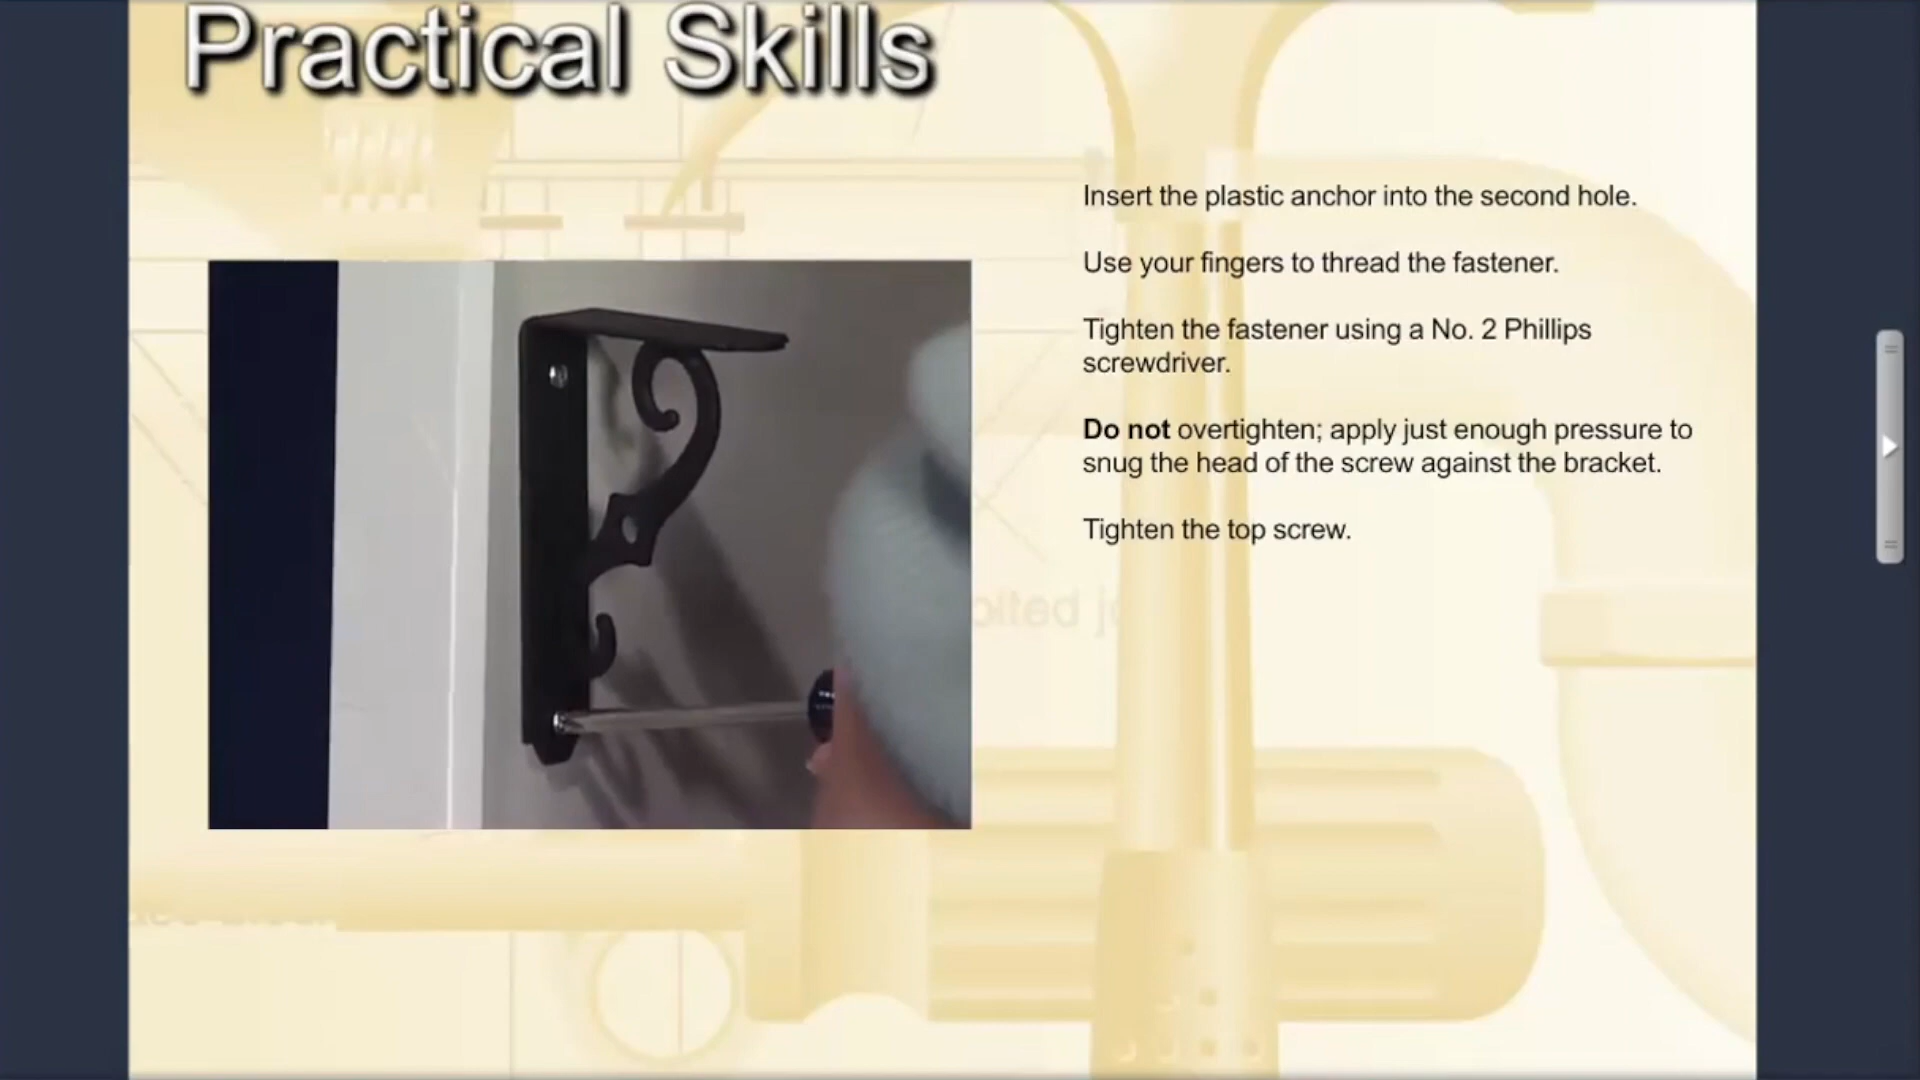 Practical Skills
Insert the plastic anchor into the second hole.
Use your fingers to thread the fastener.
Tighten the fastener using a No. 2 Phillips
screwdriver.
Do not overtighten; apply just enough pressure to
snug the head of the screw against the bracket.
Tighten the top screw.